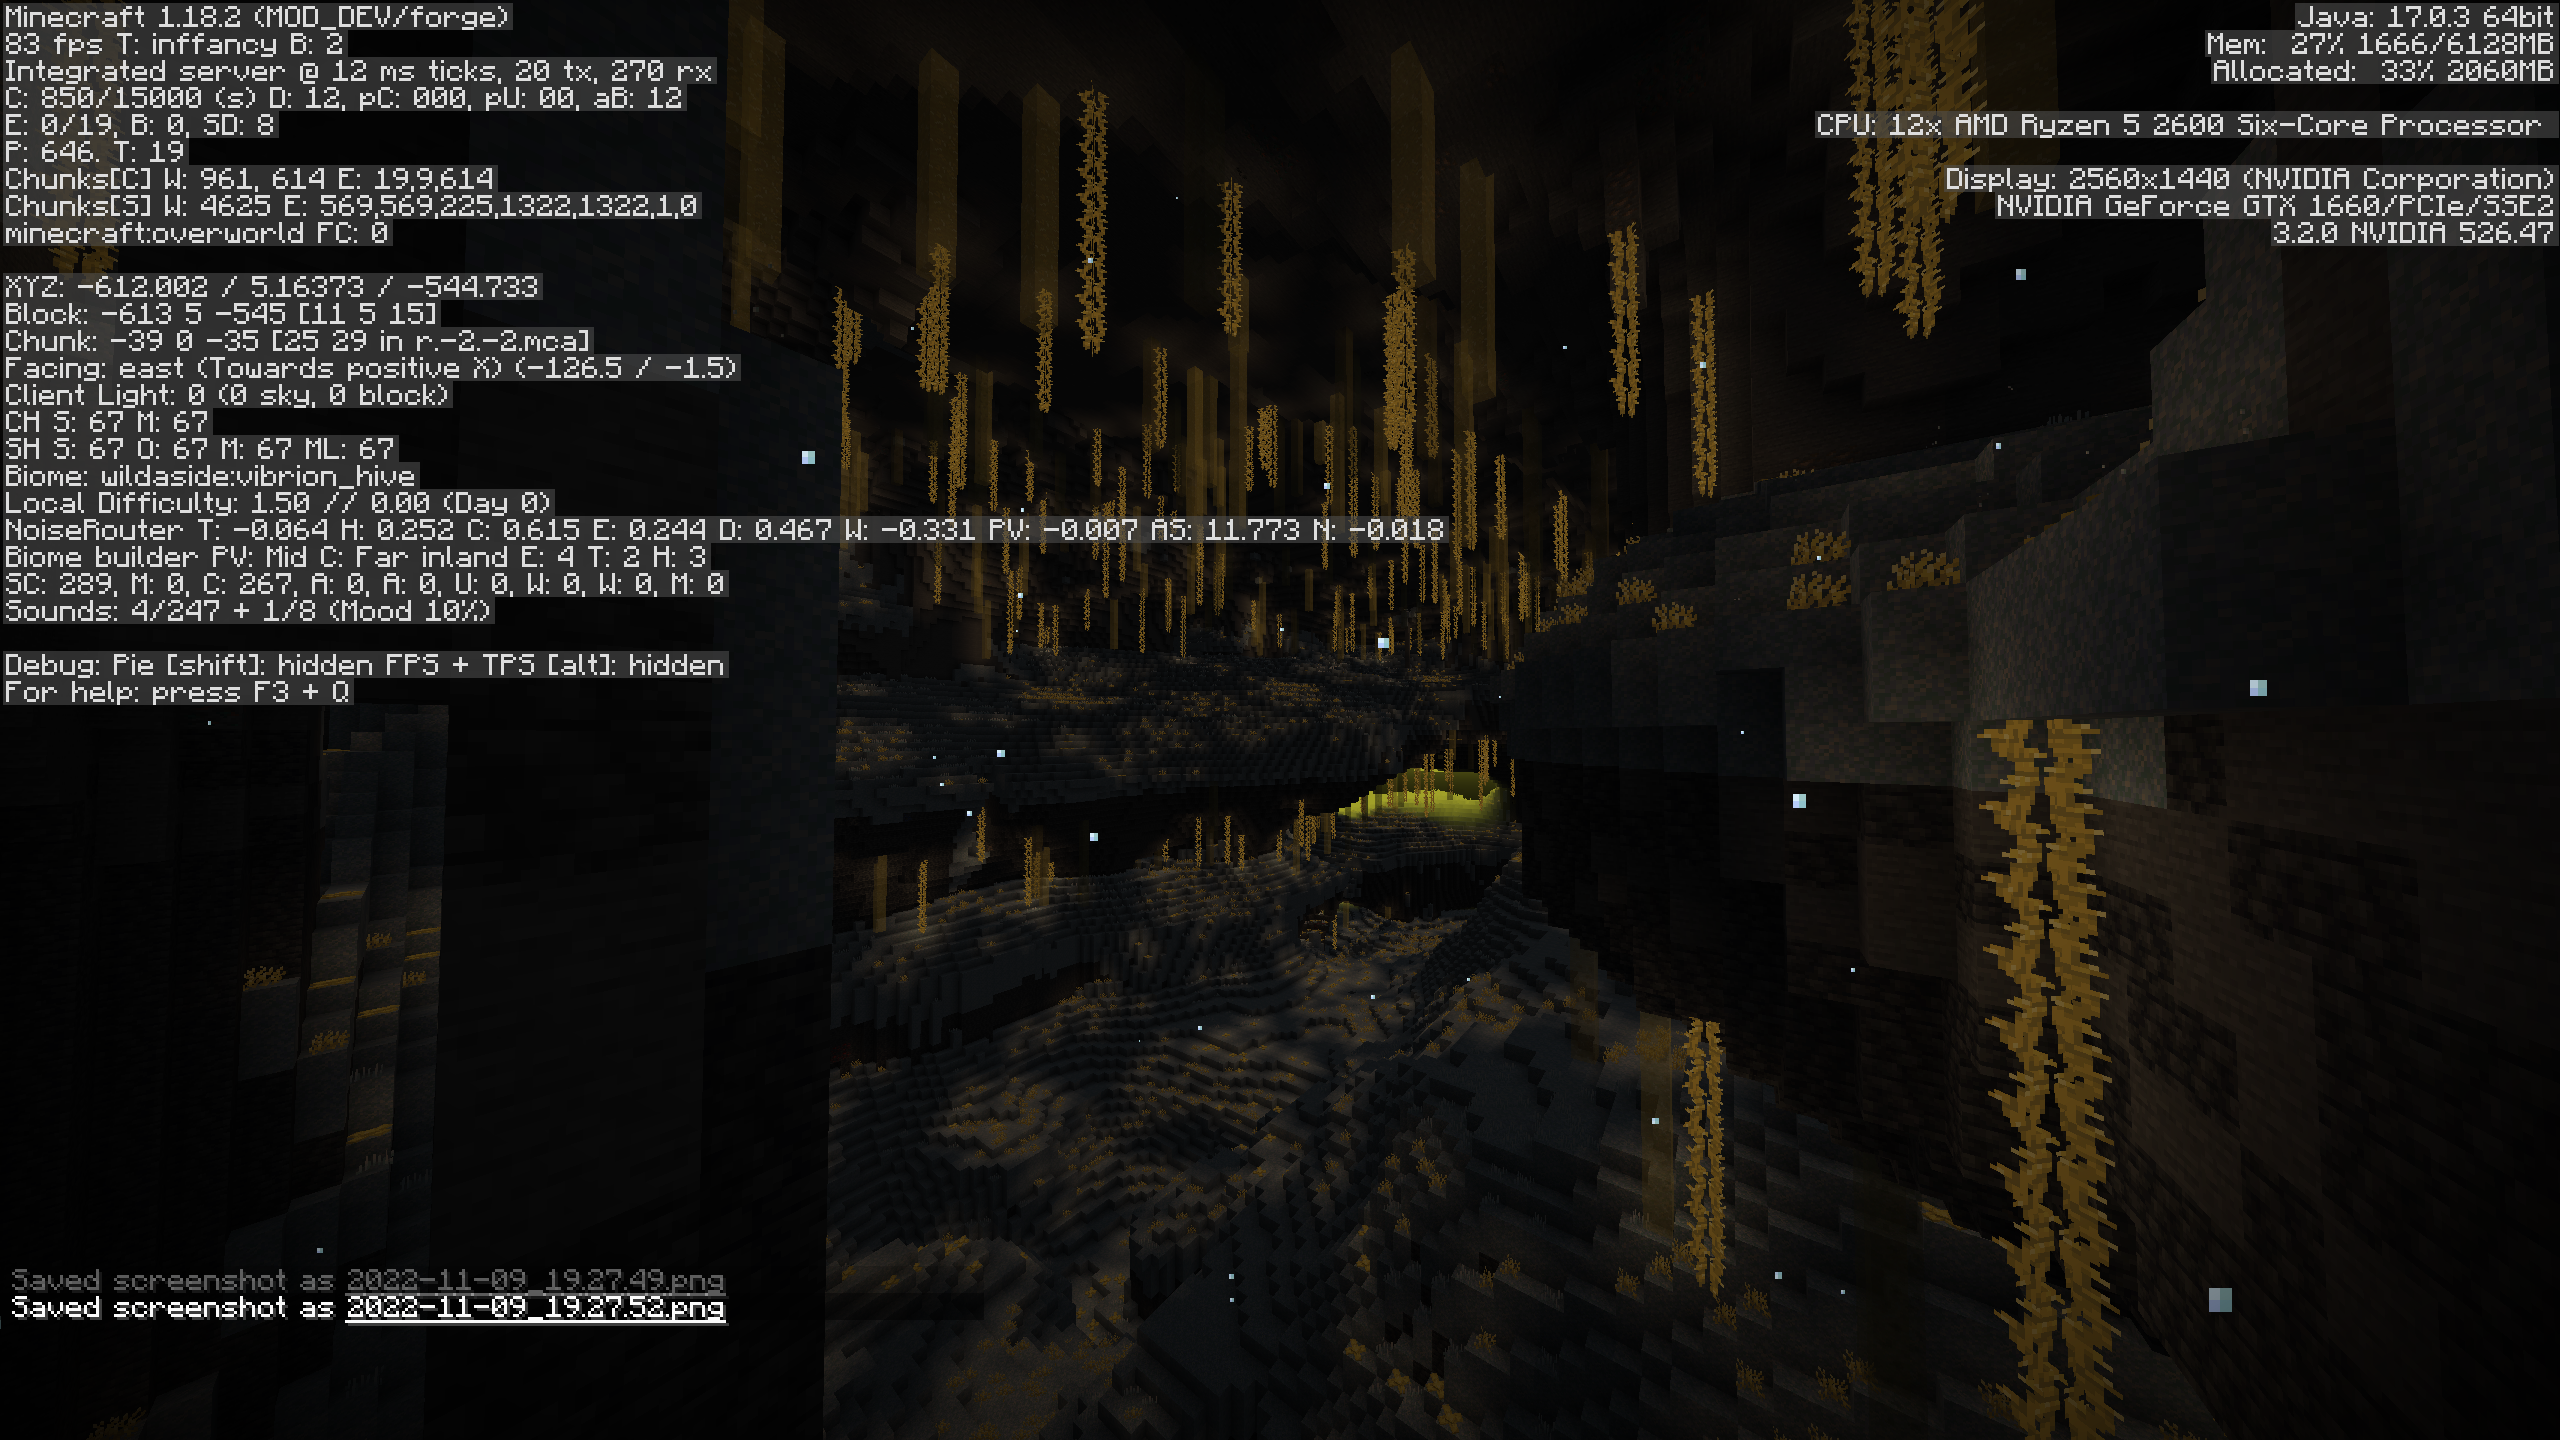 Minecraft 1.18.2 (MOD_DEV/forge)
83 fps T: inffancy B: 2
Integrated server @ 12 ms ticks, 20 tx, 270 rx
C: 850/15000 (s) D: 12, pC: 000, pU: 00, aB: 12
E: 0/19, B: 0, SD: 8
P: 646. T: 19
Chunks[C] W: 961, 614 E: 19,9,614
Chunks[S] W: 4625 E: 569,569,225,1322,1322,1,0
minecraft:overworld FC: 0
XYZ: -612.002 / 5.16373 / -544.733
Block: -613 5 -545 [11 5 15]
Chunk: -39 0 -35 [25 29 in r.-2.-2.mca]
Facing: east (Towards positive X) (-126.5 / -1.5)
Client Light: 0 (0 sky, 0 block)
CH S: 67 M: 67
SH S: 67 O: 67 M: 67 ML: 67
Biome: wildaside:vibrion_hive
Local Difficulty: 1.50 // 0.00 (Day 0)
NoiseRouter T: -0.064 H: 0.252 C: 0.615 E: 0.244 D: 0.467 W: -0.331 PV: -0.007 AS: 11.773 N: -0.018
Biome builder PV: Mid C: Far inland E: 4 T: 2 H: 3
SC: 289, M: 0, C: 267, A: 0, A: 0, U: 0, W: 0, W: 0, M: 0
Sounds: 4/247 + 1/8 (Mood 10%)
Debug: Pie [shift]: hidden FPS + TPS [alt]: hidden
For help: press F3 + Q
Java: 17.0.3 64bit
Mem: 27% 1666/6128MB
Allocated: 33% 2060MB
CPU: 12x AMD Ryzen 5 2600 Six-Core Processor
Display: 2560x1440 (NVIDIA Corporation)
NVIDIA GeForce GTX 1660/PCIe/SSE2
3.2.0 NVIDIA 526.47
Saved screenshot as 2022-11-09_19.27.49.png
Saved screenshot as 2022-11-09_19.27.52.png